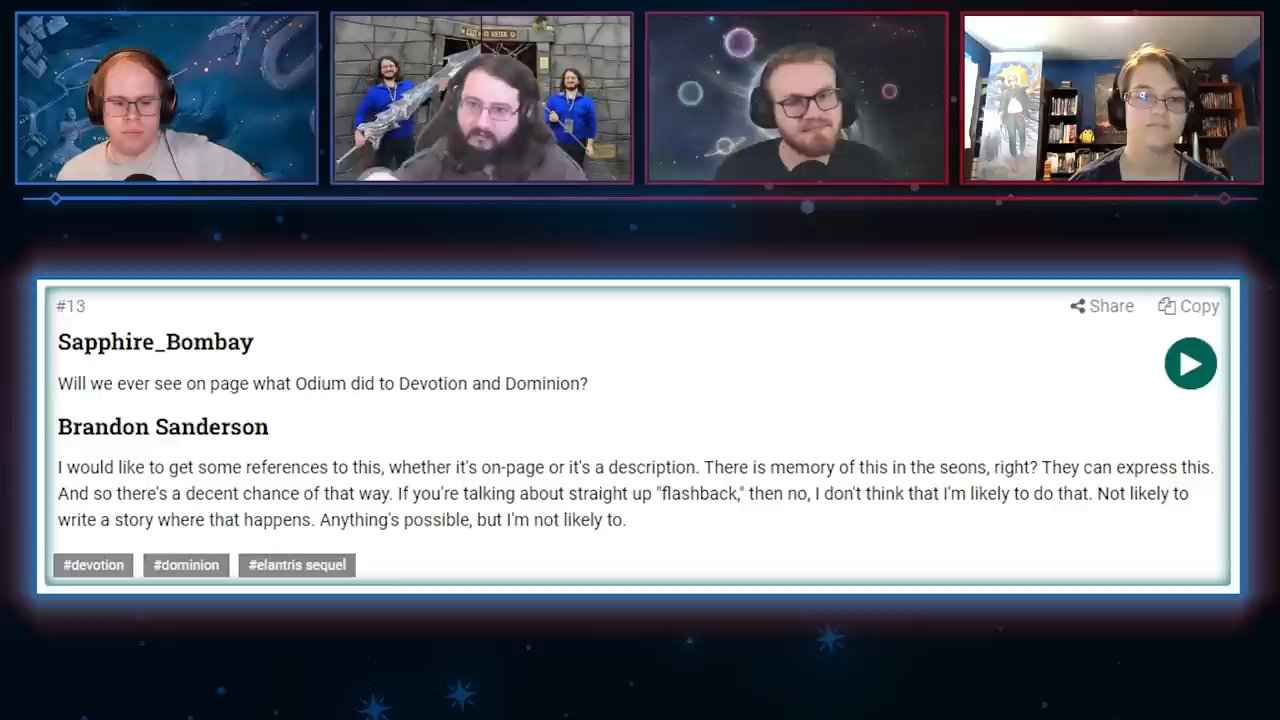 #13
Share
Copy
Sapphire_Bombay
Will we ever see on page what Odium did to Devotion and Dominion?
Brandon Sanderson
I would like to get some references to this, whether it's on-page or it's a description. There is memory of this in the seons, right? They can express this.
And so there's a decent chance of that way. If you're talking about straight up "flashback," then no, I don't think that I'm likely to do that. Not likely to
write a story where that happens. Anything's possible, but I'm not likely to.
#devotion
#dominion
#elantris sequel